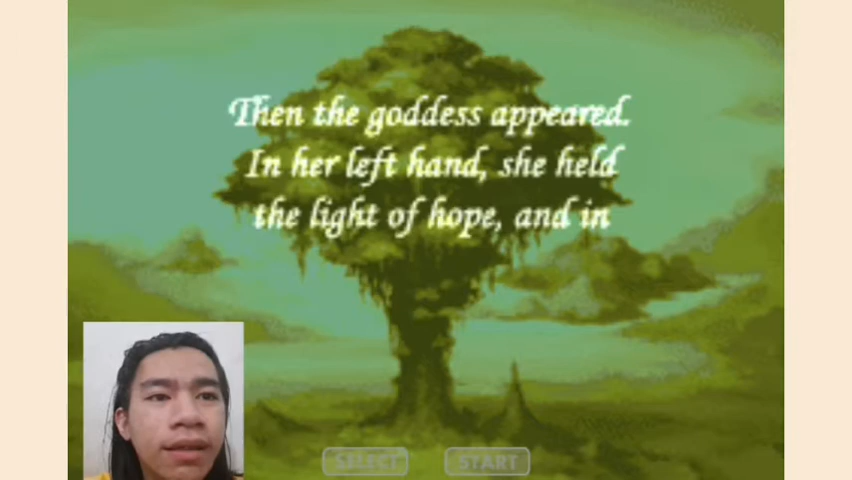 Then the goddess appeared.
In her left hand, she held
the light of hope, and in
SELECT START